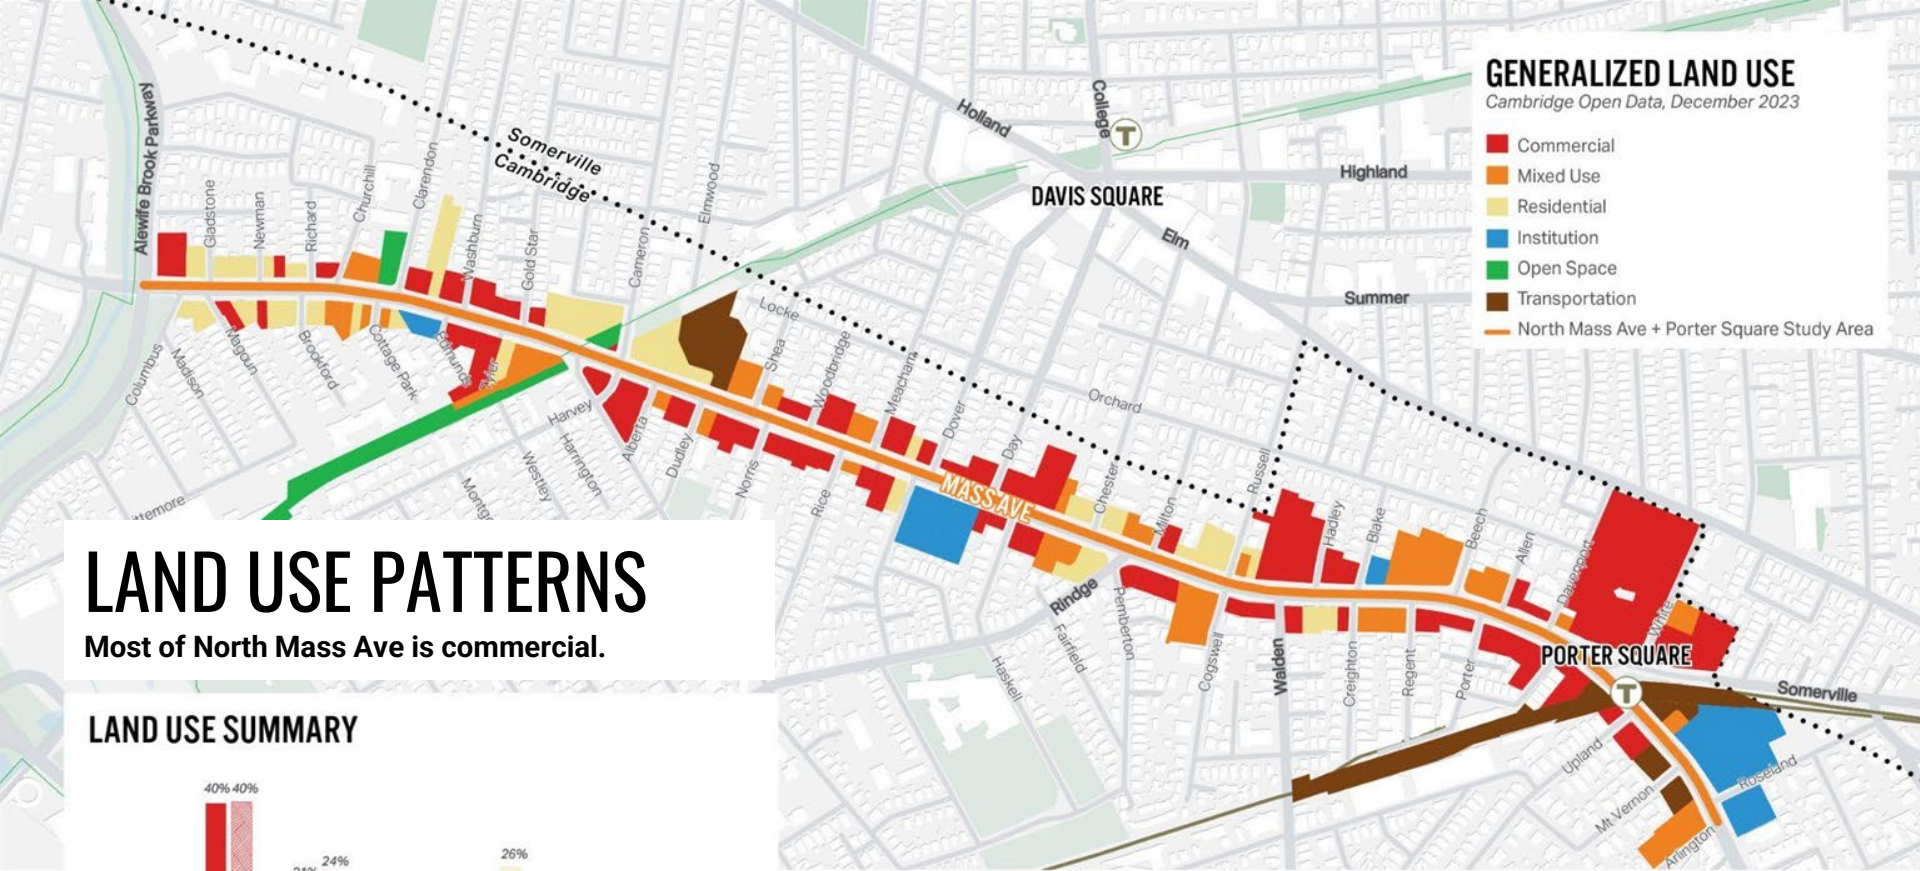 GENERALIZED LAND USE
Cambridge Open Data, December 2023
Commercial
Mixed Use
Residential
Institution
Open Space
Transportation
North Mass Ave + Porter Square Study Area
Somerville
Cambridge
Holland
College
T
DAVIS SQUARE
Highland
Elm
Summer
Alewife Brook Parkway
Gladstone
Newman
Richard
Churchill
Clarendon
Washburn
Gold Star
Cameron
Elmwood
Locke
Shea
Woodbridge
Meacham
Dover
Day
Orchard
Chester
Milton
Russell
Hadley
Blake
Beech
Allen
Davenport
White
Columbus
Madison
Magoun
Brookford
Cottage Park
Edmunds
Tyler
Harvey
Westley
Harrington
Alberta
Dudley
Norris
Rice
MASS AVE
Rindge
Haskell
Fairfield
Pemberton
Cogswell
Walden
Creighton
Regent
Porter
PORTER SQUARE
T
Somerville
Upland
Mt Vernon
Roseland
Arlington
LAND USE PATTERNS
Most of North Mass Ave is commercial.
LAND USE SUMMARY
40% 40%
24%
26%